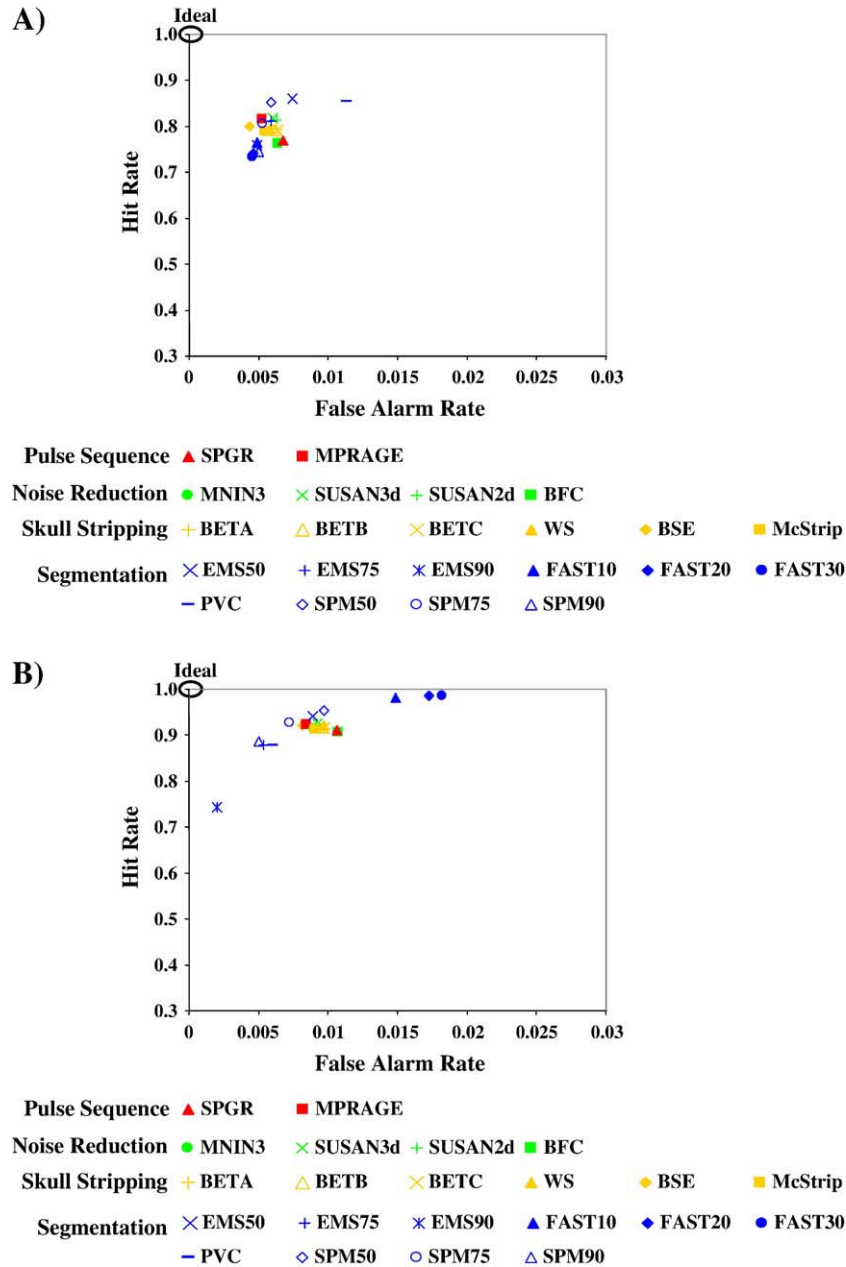 A)
Ideal
1.0
0.9
0.8
0.7
0.6
0.5
0.4
0.3
Hit Rate
0 0.005 0.01 0.015 0.02 0.025 0.03
False Alarm Rate
Pulse Sequence SPGR MPRAGE
Noise Reduction MNIN3 SUSAN3d SUSAN2d BFC
Skull Stripping BETA BETB BETC WS BSE McStrip
Segmentation EMS50 EMS75 EMS90 FAST10 FAST20 FAST30
PVC SPM50 SPM75 SPM90
B)
Ideal
1.0
0.9
0.8
0.7
0.6
0.5
0.4
0.3
Hit Rate
0 0.005 0.01 0.015 0.02 0.025 0.03
False Alarm Rate
Pulse Sequence SPGR MPRAGE
Noise Reduction MNIN3 SUSAN3d SUSAN2d BFC
Skull Stripping BETA BETB BETC WS BSE McStrip
Segmentation EMS50 EMS75 EMS90 FAST10 FAST20 FAST30
PVC SPM50 SPM75 SPM90